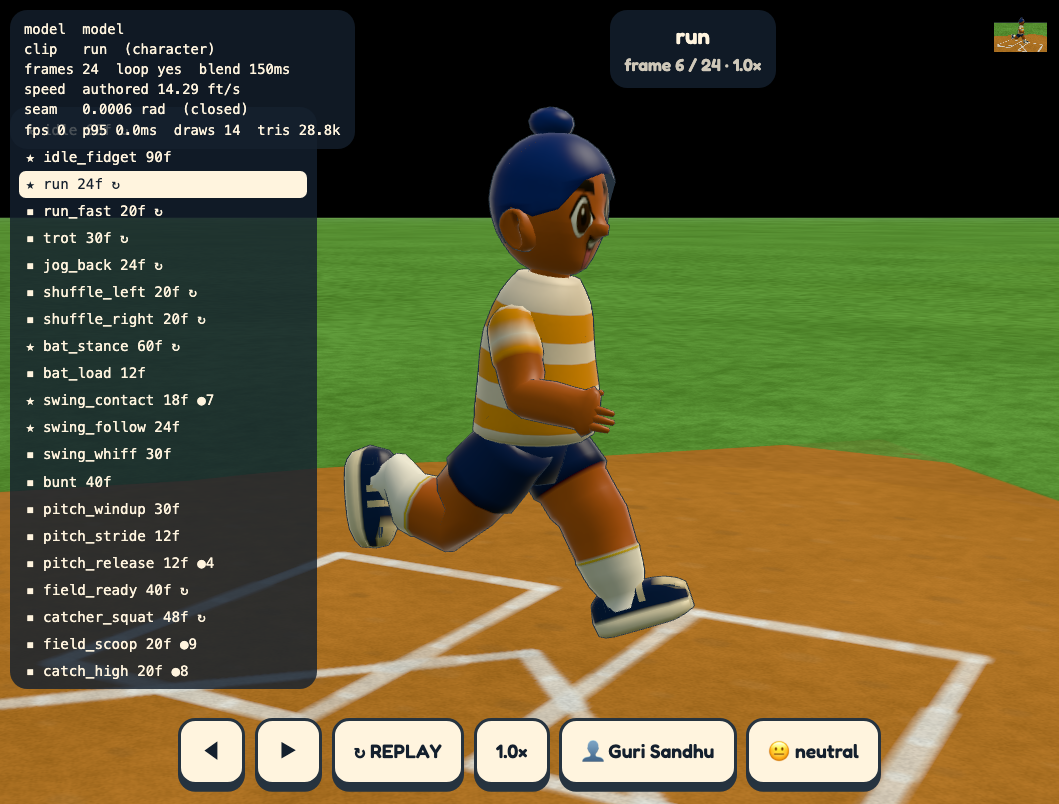 model model
clip run (character)
frames 24 loop yes blend 150ms
speed authored 14.29 ft/s
seam 0.0006 rad (closed)
fps 0 p95 0.0ms draws 14 tris 28.8k
★ idle_fidget 90f
★ run 24f ↻
▪ run_fast 20f ↻
▪ trot 30f ↻
▪ jog_back 24f ↻
▪ shuffle_left 20f ↻
▪ shuffle_right 20f ↻
★ bat_stance 60f ↻
▪ bat_load 12f
★ swing_contact 18f ●7
★ swing_follow 24f
▪ swing_whiff 30f
▪ bunt 40f
▪ pitch_windup 30f
▪ pitch_stride 12f
▪ pitch_release 12f ●4
▪ field_ready 40f ↻
▪ catcher_squat 48f ↻
▪ field_scoop 20f ●9
▪ catch_high 20f ●8
run
frame 6 / 24 · 1.0×
◀
▶
↻ REPLAY
1.0×
👤 Guri Sandhu
😐 neutral